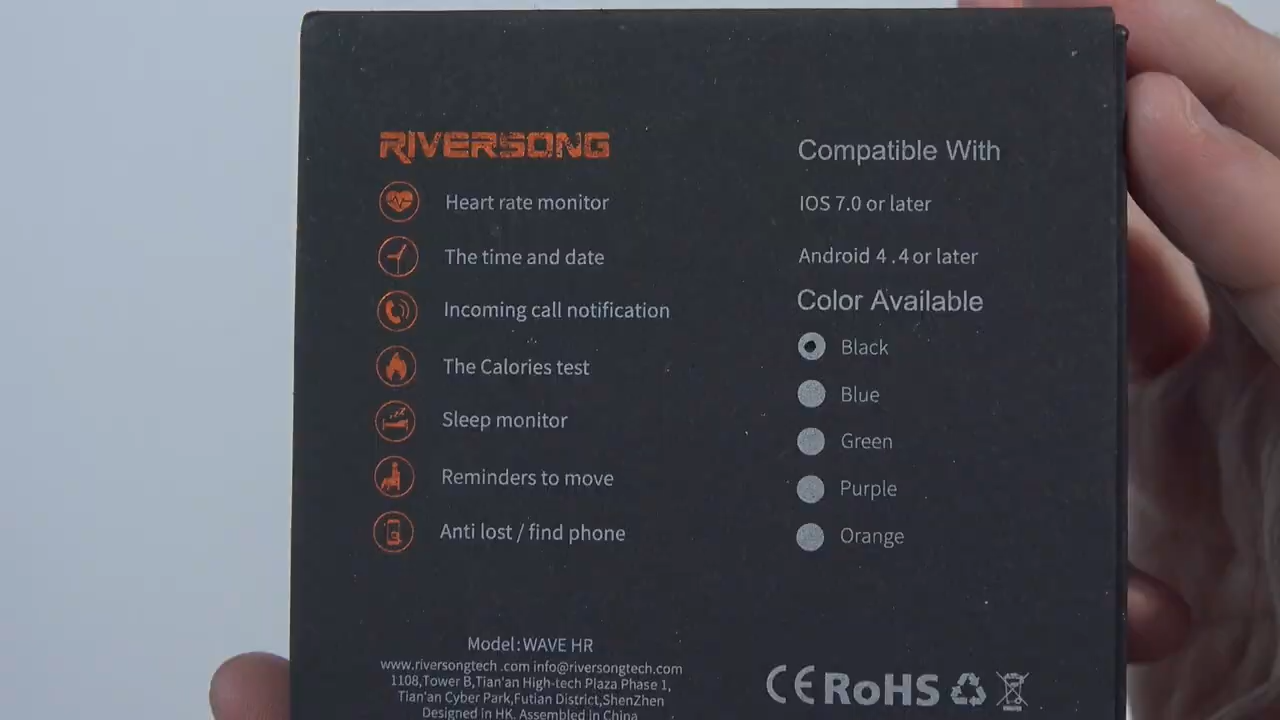 RIVERSONG
Heart rate monitor
The time and date
Incoming call notification
The Calories test
Sleep monitor
Reminders to move
Anti lost / find phone
Compatible With
IOS 7.0 or later
Android 4.4 or later
Color Available
Black
Blue
Green
Purple
Orange
Model:WAVE HR
www.riversongtech.com info@riversongtech.com
1108,Tower B,Tian'an High-tech Plaza Phase 1,
Tian'an Cyber Park,Futian District,ShenZhen
Designed in HK. Assembled in China
CE RoHS